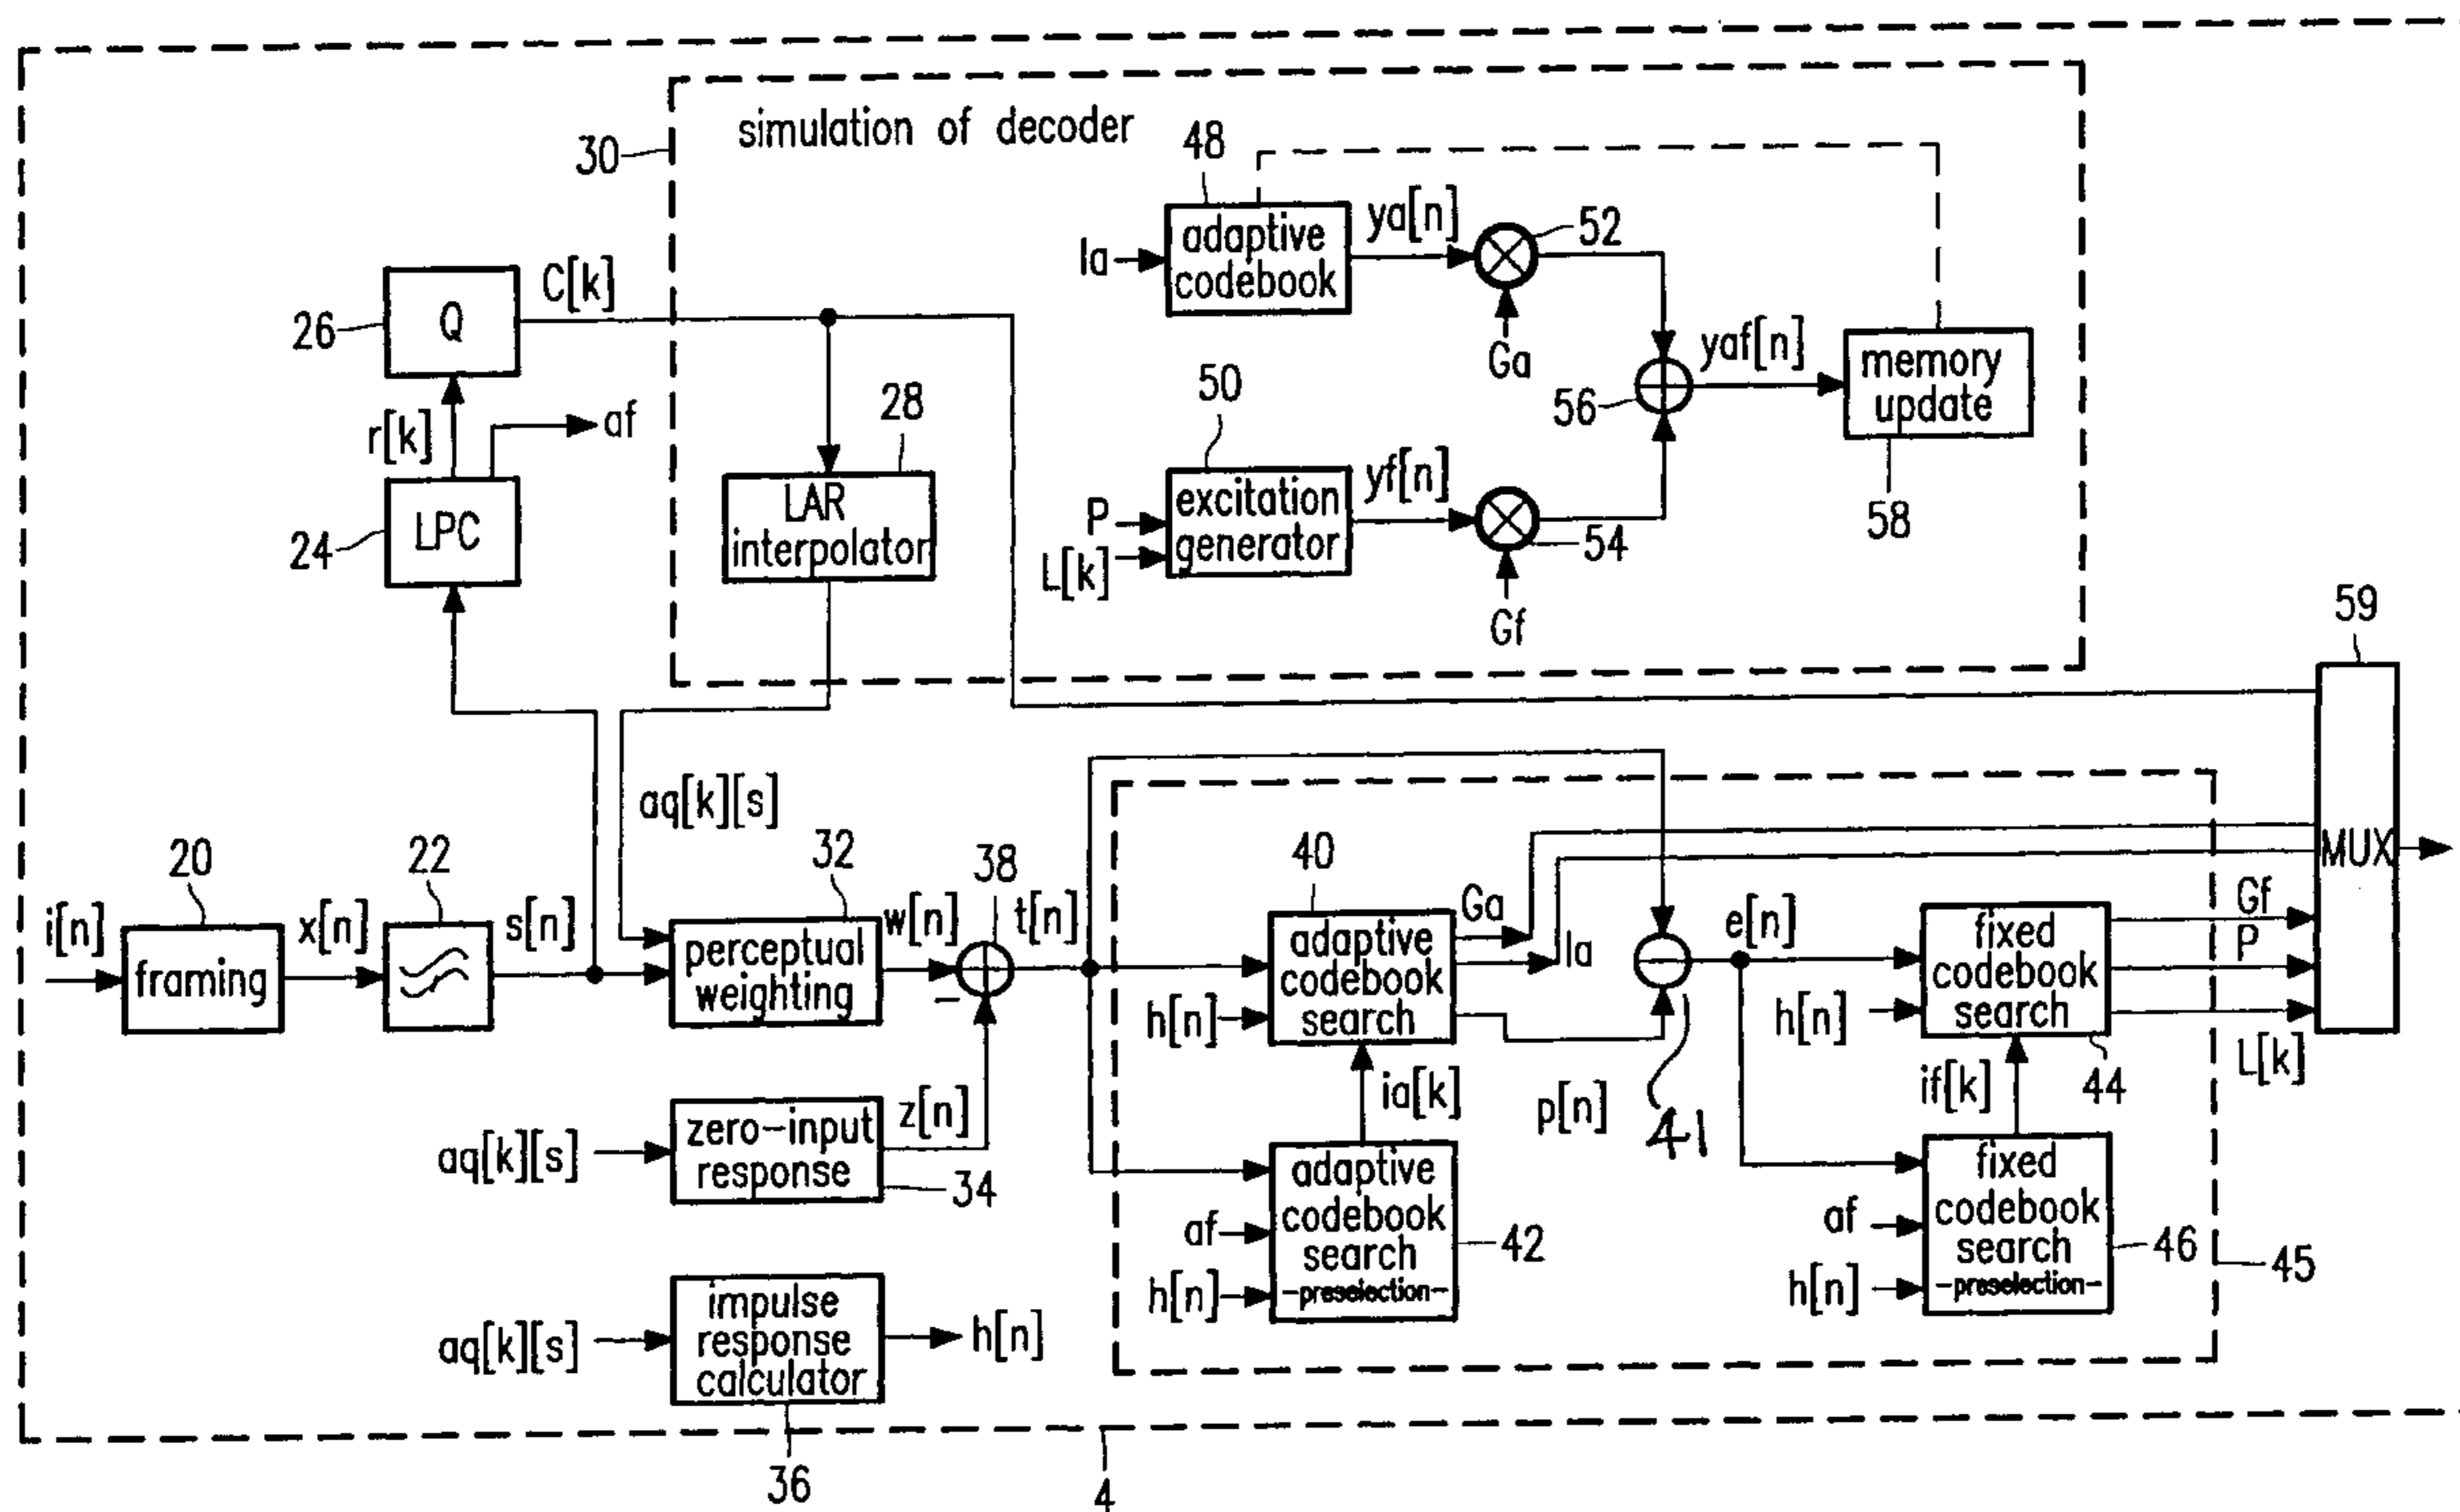 simulation of decoder
30
48
adaptive
codebook
Ia
ya[n]
52
Ga
26
Q
C[k]
r[k]
af
24
LPC
28
LAR
interpolator
50
excitation
generator
P
L[k]
yf[n]
54
Gf
56
yaf[n]
memory
update
58
59
MUX
aq[k][s]
i[n]
20
framing
x[n]
22
s[n]
32
perceptual
weighting
w[n]
38
t[n]
-
40
adaptive
codebook
search
h[n]
Ga
Ia
e[n]
fixed
codebook
search
h[n]
44
Gf
P
L[k]
aq[k][s]
zero-input
response
34
z[n]
ia[k]
p[n]
41
if[k]
adaptive
codebook
search
-preselection-
af
h[n]
42
fixed
codebook
search
-preselection-
af
h[n]
46
45
aq[k][s]
impulse
response
calculator
h[n]
36
4